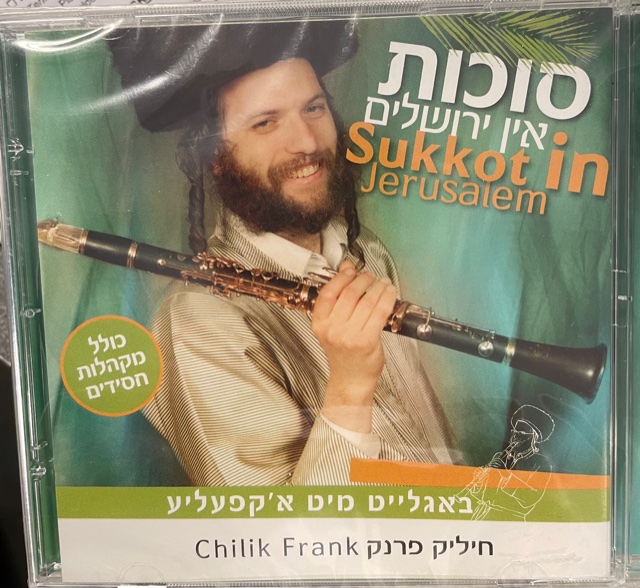 סוכות
אין ירושלים
Sukkot in
Jerusalem
כולל
מקהלות
חסידים
באגלייט מיט א'קפעליע
Chilik Frank חיליק פרנק